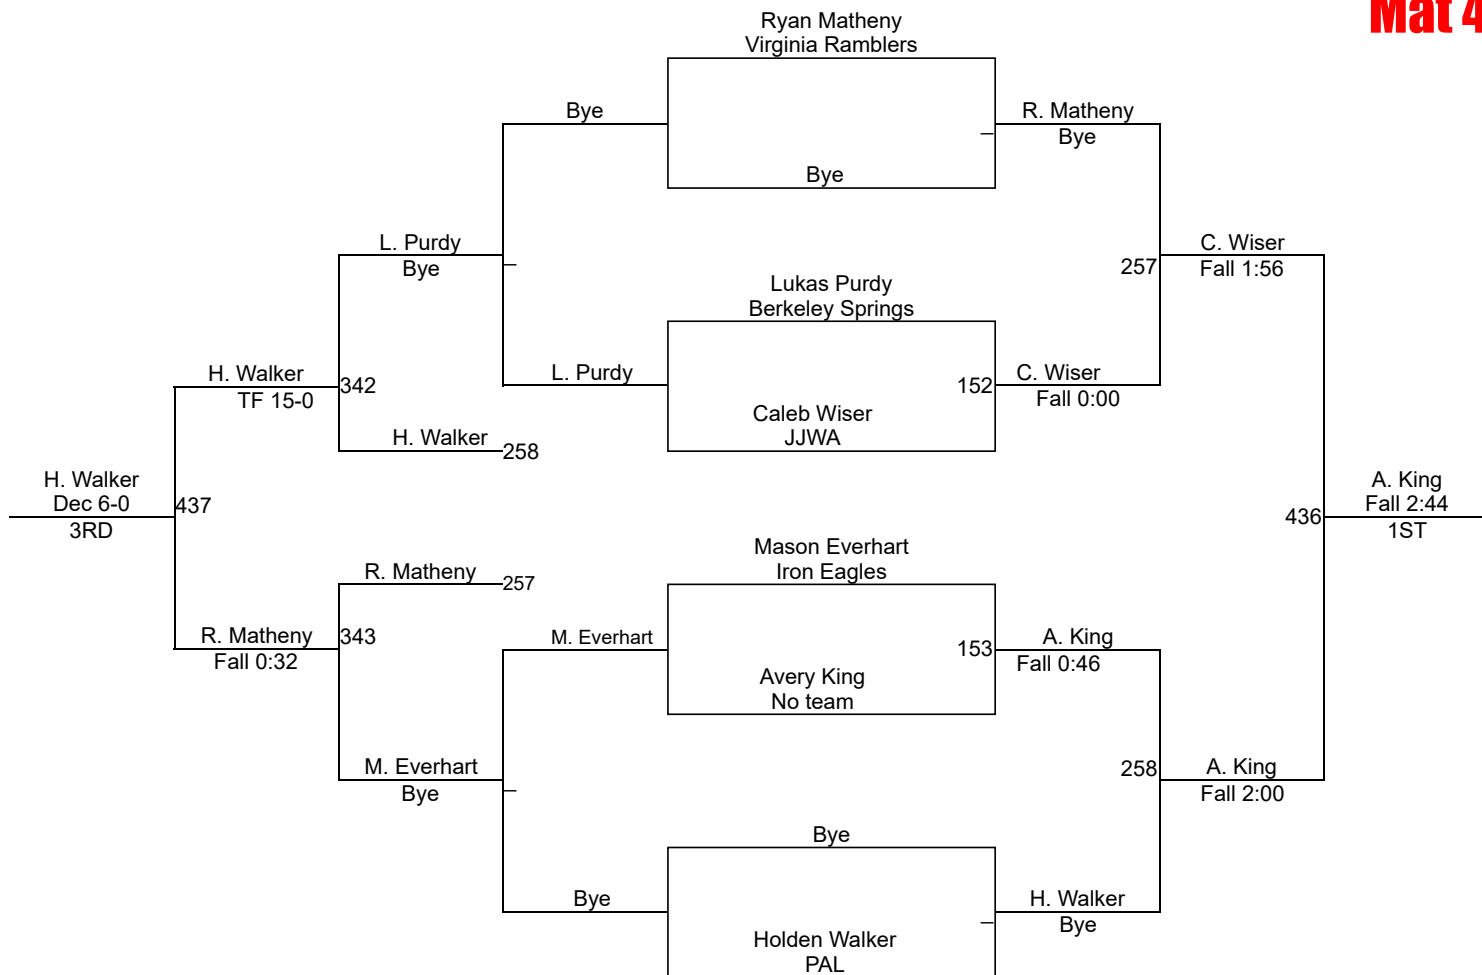 Mat 4
Ryan Matheny
Virginia Ramblers
Bye
R. Matheny
Bye
Bye
L. Purdy
Bye
C. Wiser
257
Fall 1:56
Lukas Purdy
Berkeley Springs
H. Walker
TF 15-0
342
L. Purdy
152
C. Wiser
Fall 0:00
Caleb Wiser
JJWA
H. Walker
258
H. Walker
Dec 6-0
437
3RD
A. King
Fall 2:44
436
1ST
Mason Everhart
Iron Eagles
R. Matheny
257
R. Matheny
343
Fall 0:32
M. Everhart
153
A. King
Fall 0:46
Avery King
No team
M. Everhart
Bye
258
A. King
Fall 2:00
Bye
Bye
H. Walker
Bye
Holden Walker
PAL